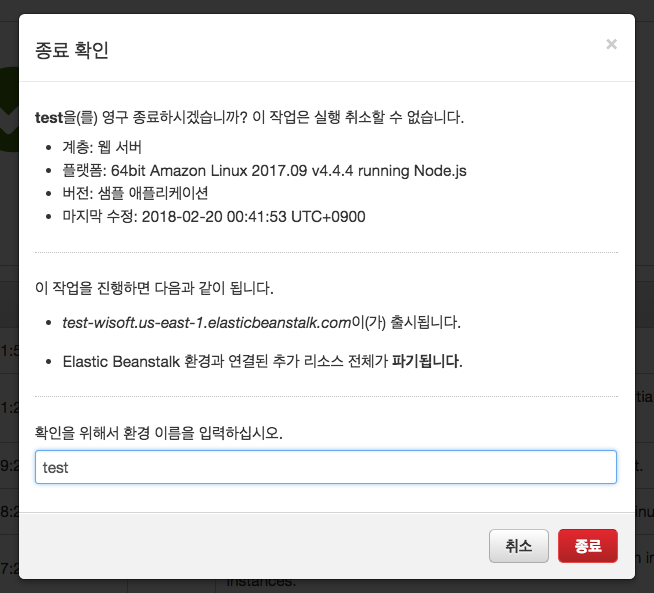 종료 확인
×
test을(를) 영구 종료하시겠습니까? 이 작업은 실행 취소할 수 없습니다.
• 계층: 웹 서버
• 플랫폼: 64bit Amazon Linux 2017.09 v4.4.4 running Node.js
• 버전: 샘플 애플리케이션
• 마지막 수정: 2018-02-20 00:41:53 UTC+0900
이 작업을 진행하면 다음과 같이 됩니다.
• test-wisoft.us-east-1.elasticbeanstalk.com이(가) 출시됩니다.
• Elastic Beanstalk 환경과 연결된 추가 리소스 전체가 파기됩니다.
확인을 위해서 환경 이름을 입력하십시오.
test
취소
종료
instances.